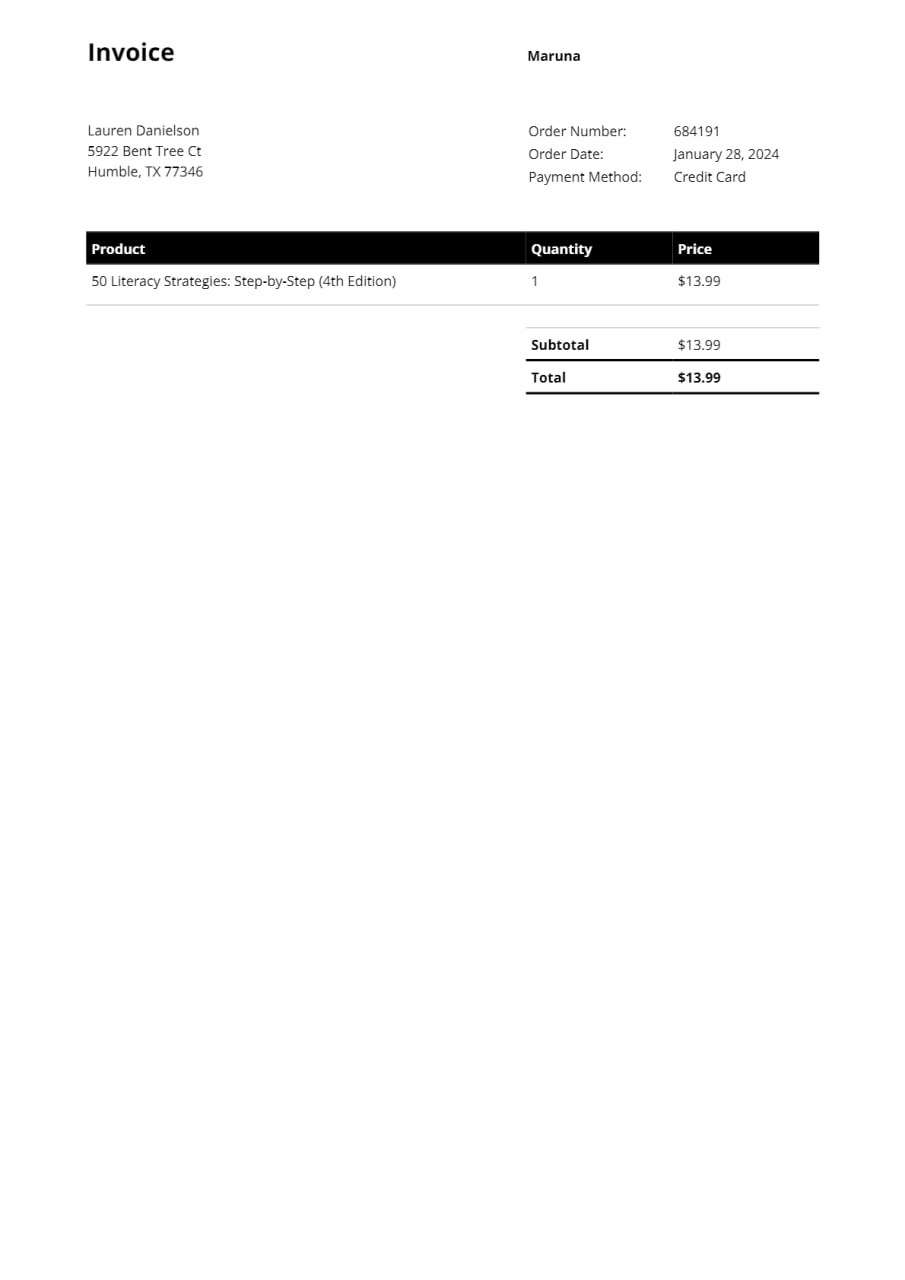 Invoice
Maruna
Lauren Danielson
5922 Bent Tree Ct
Humble, TX 77346
Order Number: 684191
Order Date: January 28, 2024
Payment Method: Credit Card
Product Quantity Price
50 Literacy Strategies: Step-by-Step (4th Edition) 1 $13.99
Subtotal $13.99
Total $13.99